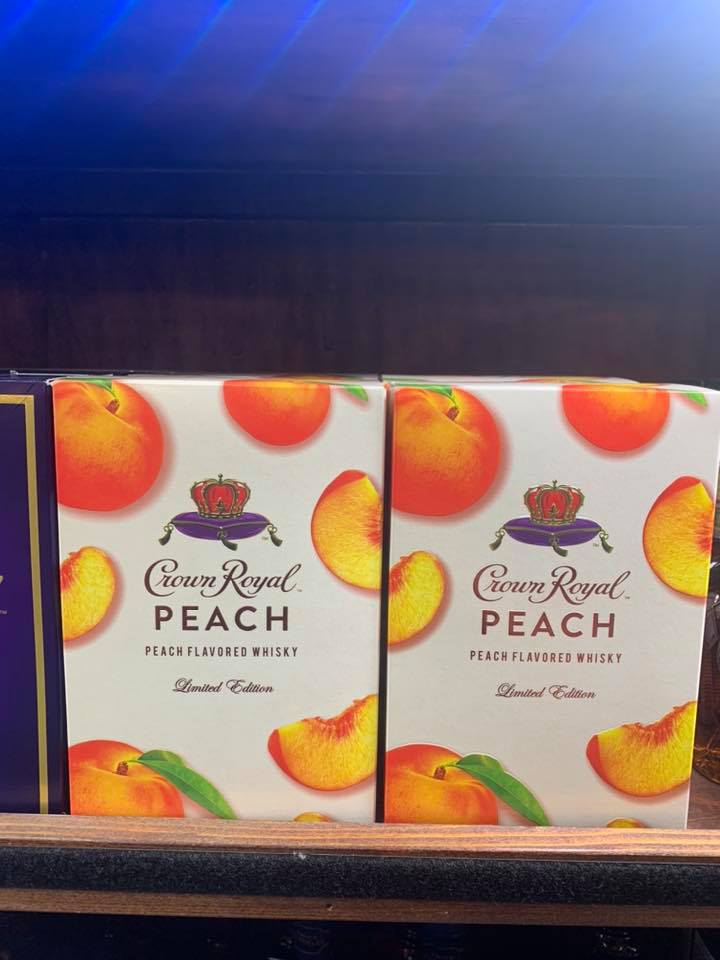 Crown Royal
PEACH
PEACH FLAVORED WHISKY
Limited Edition
Crown Royal
PEACH
PEACH FLAVORED WHISKY
Limited Edition